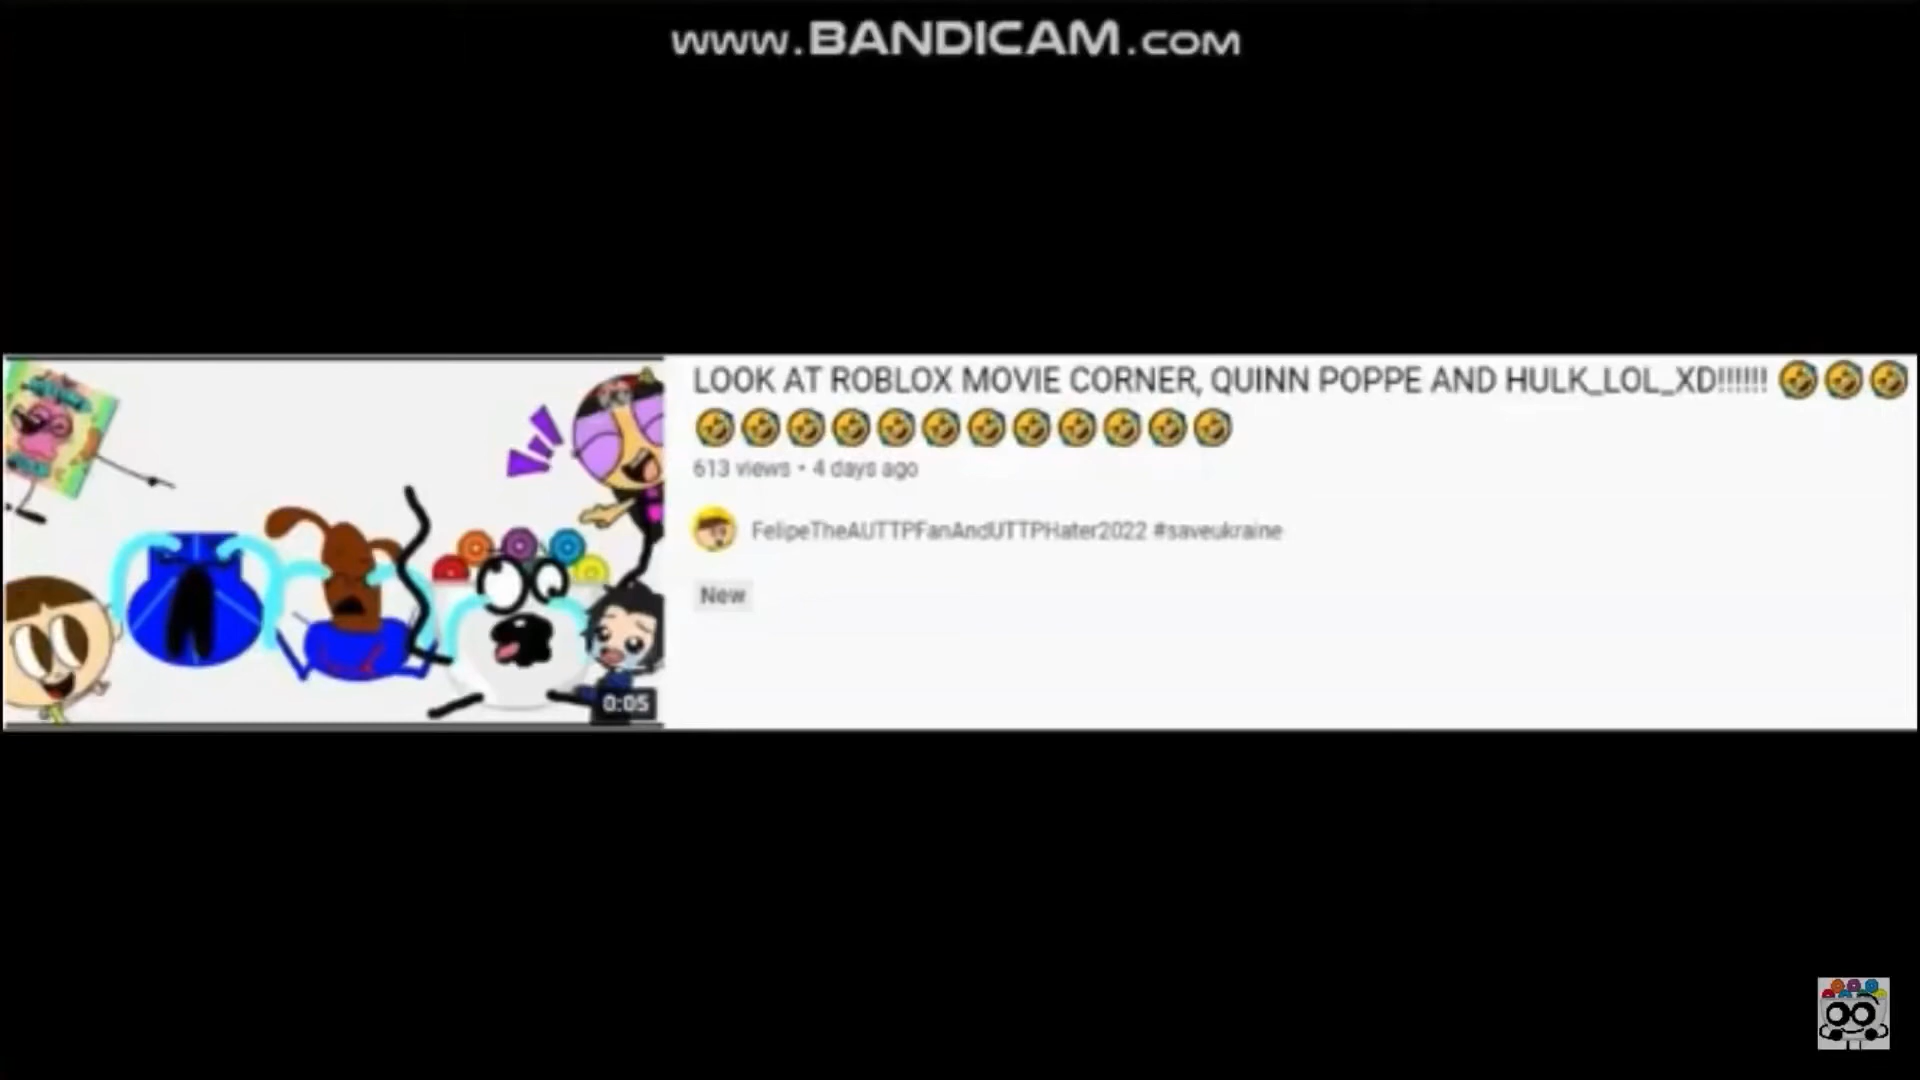 www.BANDICAM.com
LOOK AT ROBLOX MOVIE CORNER, QUINN POPPE AND HULK_LOL_XD!!!!!! 🤣🤣🤣
🤣🤣🤣🤣🤣🤣🤣🤣🤣🤣🤣🤣
613 views • 4 days ago
FelipeTheAUTTPFanAndUTTPHater2022 #saveukraine
New
0:05